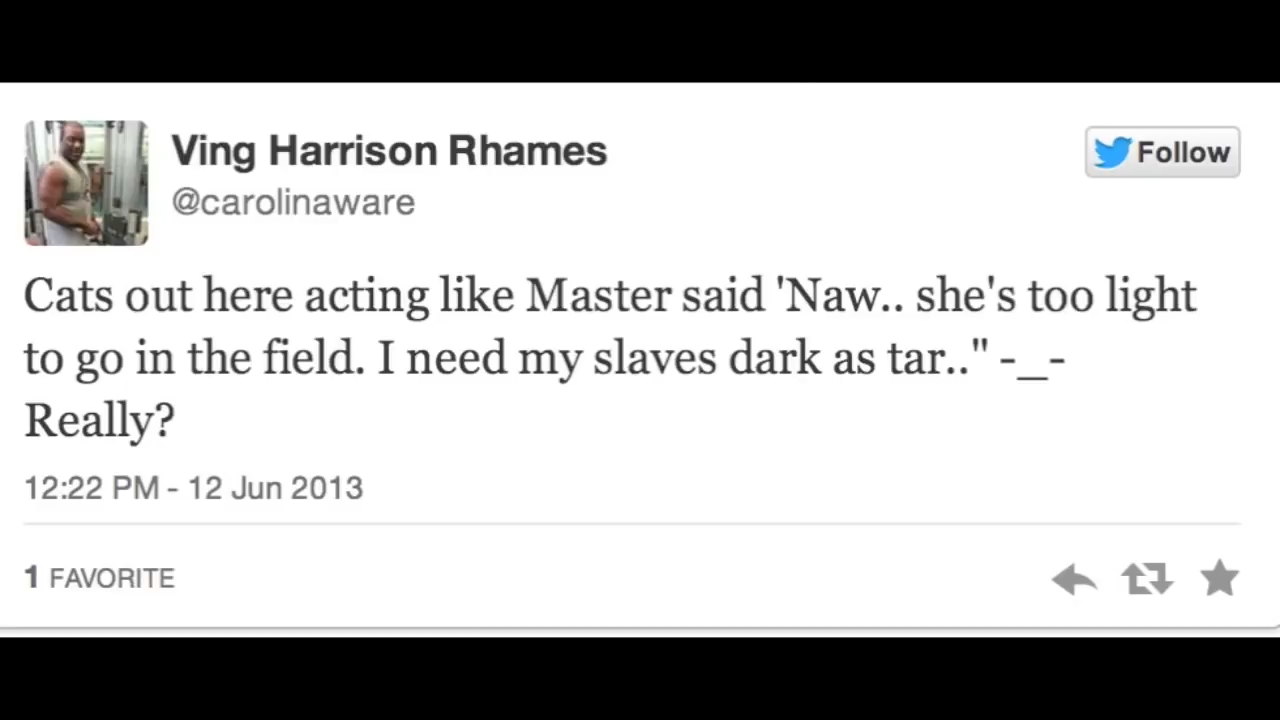 Ving Harrison Rhames
Follow
@carolinaware
Cats out here acting like Master said 'Naw.. she's too light
to go in the field. I need my slaves dark as tar.." -_-
Really?
12:22 PM - 12 Jun 2013
1 FAVORITE